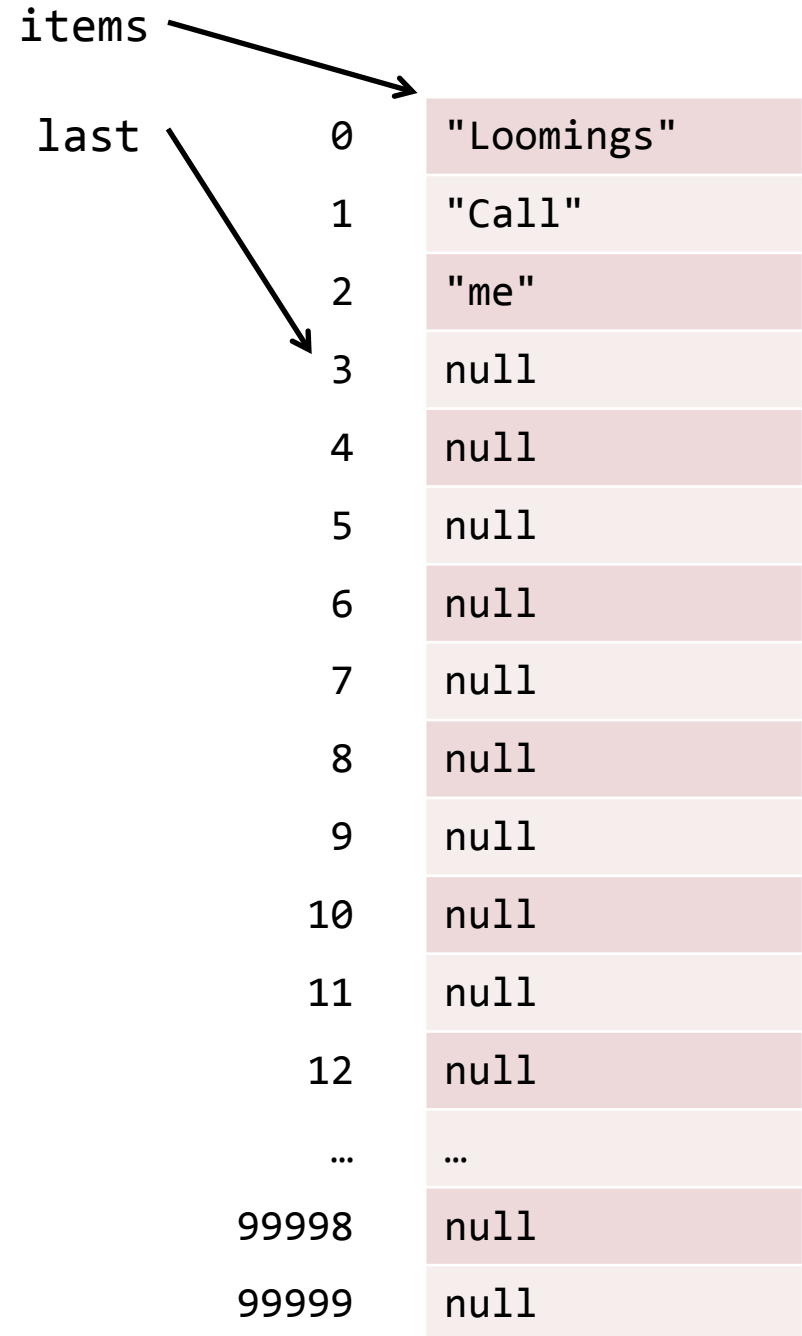 items
last 0 "Loomings"
1 "Call"
2 "me"
3 null
4 null
5 null
6 null
7 null
8 null
9 null
10 null
11 null
12 null
… …
99998 null
99999 null